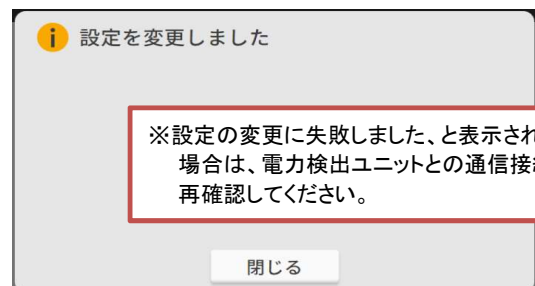 設定を変更しました
※設定の変更に失敗しました、と表示され
場合は、電力検出ユニットとの通信接
再確認してください。
閉じる